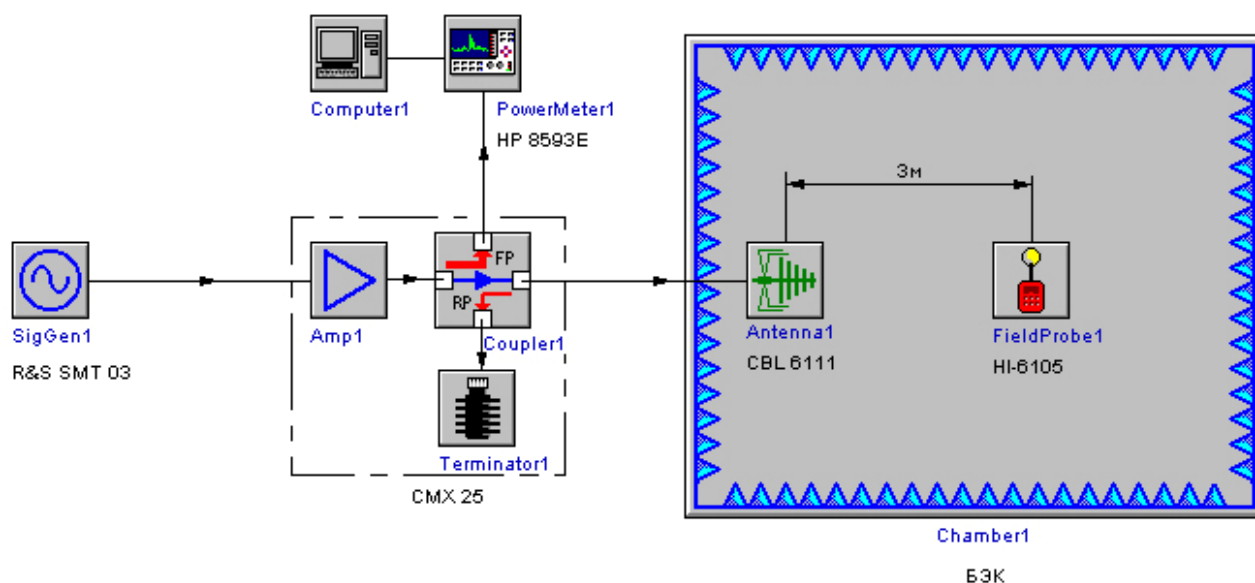 Computer1
PowerMeter1
HP 8593E
3м
SigGen1
R&S SMT 03
Amp1
FP
RP
Coupler1
Terminator1
CMX 25
Antenna1
CBL 6111
FieldProbe1
HI-6105
Chamber1
БЭК